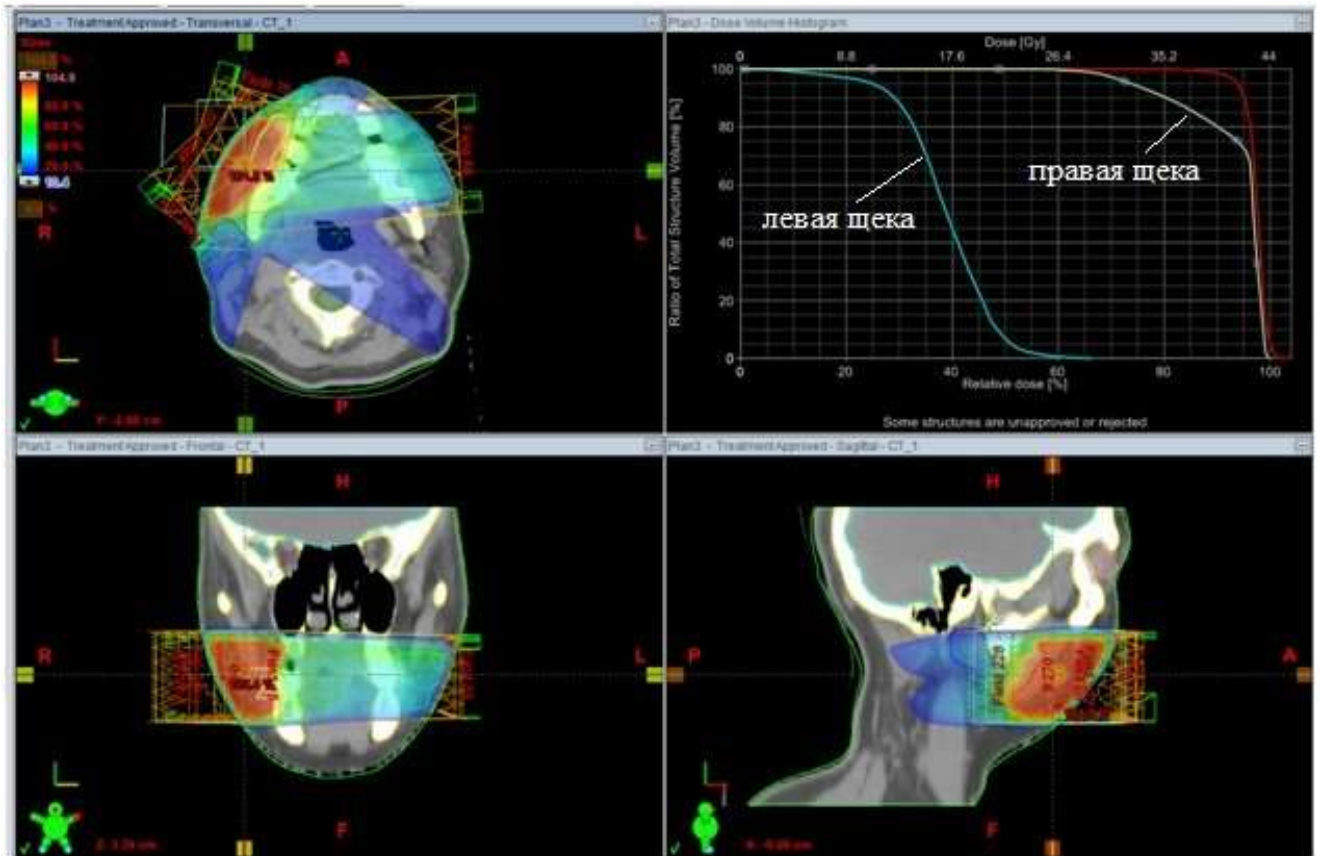 Plan3 - Treatment Approved - Transversal - CT_1
104.9
A
R
L
P
Plan3 - Dose Volume Histogram
Dose [Gy]
0 8.8 17.6 26.4 35.2 44
Ratio of Total Structure Volume [%]
100
80
60
40
20
0
правая щека
левая щека
0 20 40 60 80 100
Relative dose [%]
Some structures are unapproved or rejected
Plan3 - Treatment Approved - Frontal - CT_1
H
R
L
F
Plan3 - Treatment Approved - Sagittal - CT_1
H
P
A
F